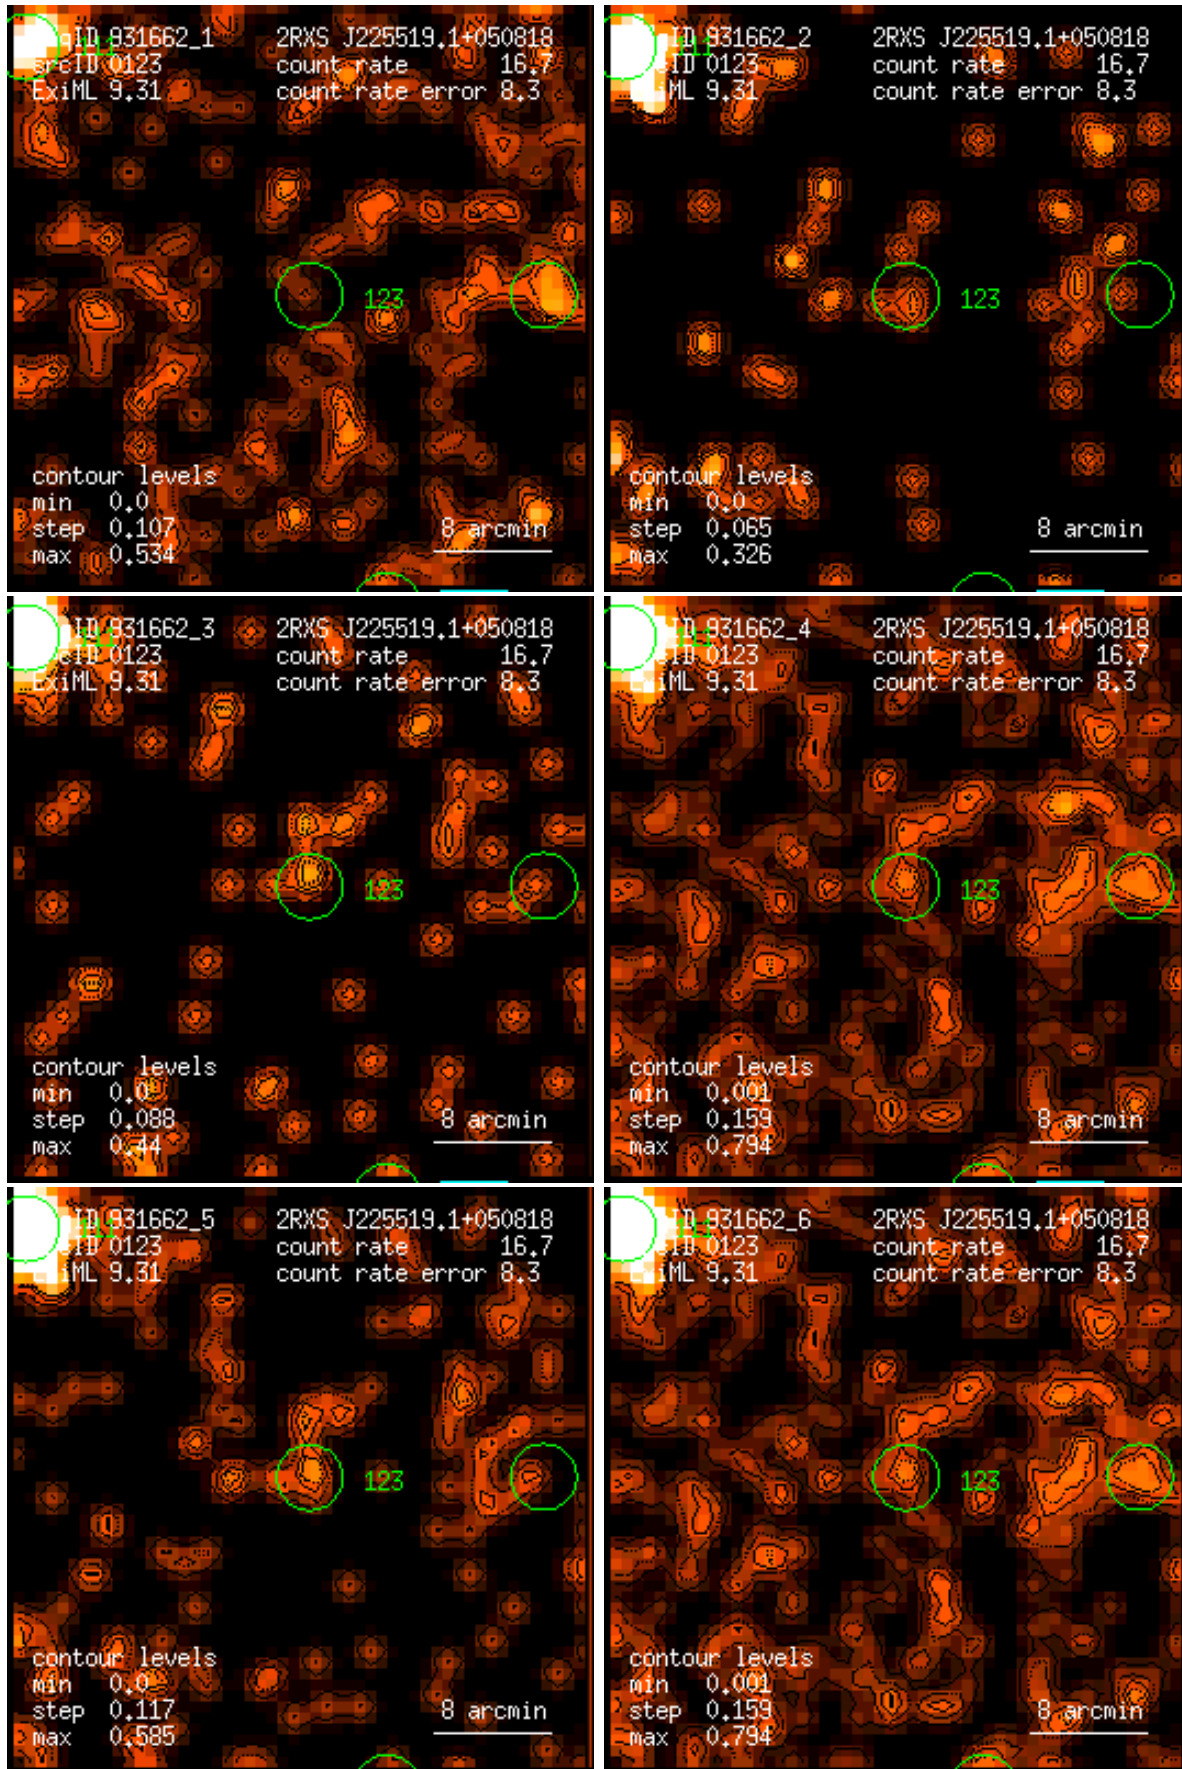 qID 931662_1 2RXS J225519.1+050818
srcID 0123 count rate 16.7
ExiML 9.31 count rate error 8.3
123
contour levels
min 0.0
step 0.107
max 0.534
8 arcmin
ID 931662_2 2RXS J225519.1+050818
ID 0123 count rate 16.7
iML 9.31 count rate error 8.3
123
contour levels
min 0.0
step 0.065
max 0.326
8 arcmin
ID 931662_3 2RXS J225519.1+050818
cID 0123 count rate 16.7
ExiML 9.31 count rate error 8.3
123
contour levels
min 0.0
step 0.088
max 0.44
8 arcmin
ID 931662_4 2RXS J225519.1+050818
ID 0123 count rate 16.7
iML 9.31 count rate error 8.3
123
contour levels
min 0.001
step 0.159
max 0.794
8 arcmin
ID 931662_5 2RXS J225519.1+050818
cID 0123 count rate 16.7
iML 9.31 count rate error 8.3
123
contour levels
min 0.0
step 0.117
max 0.585
8 arcmin
ID 931662_6 2RXS J225519.1+050818
ID 0123 count rate 16.7
iML 9.31 count rate error 8.3
123
contour levels
min 0.001
step 0.159
max 0.794
8 arcmin